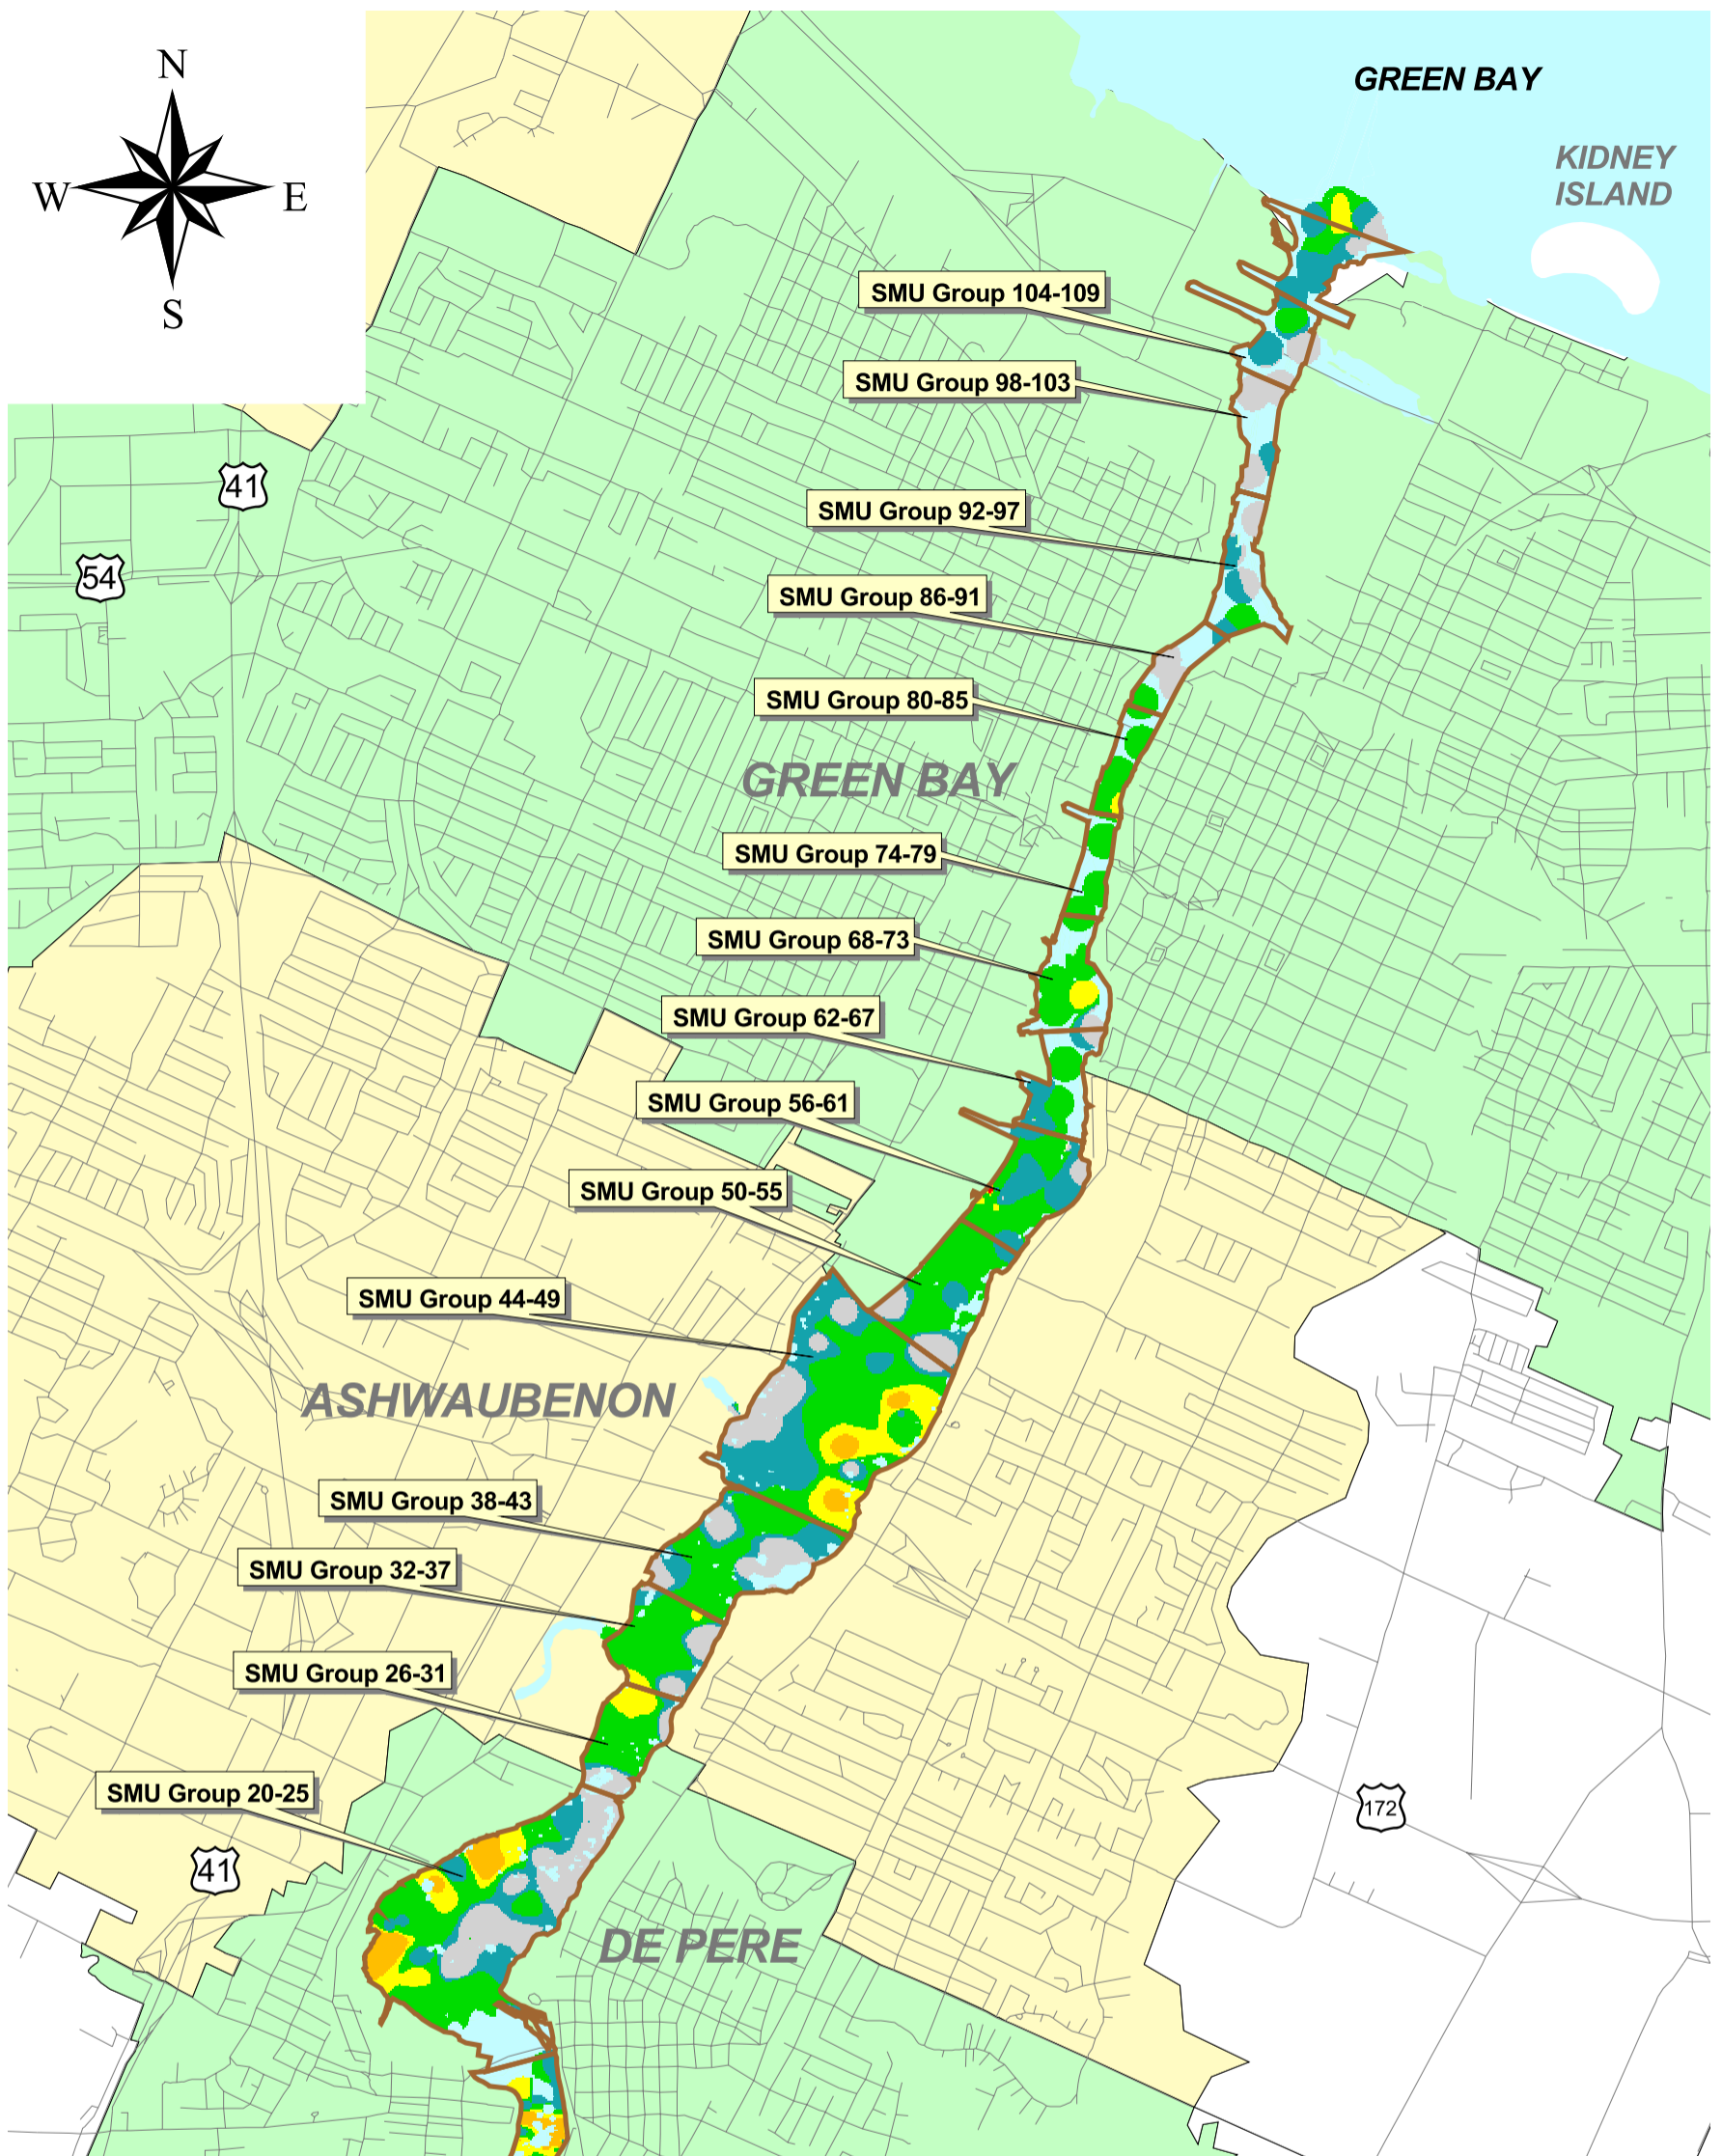 N
W
E
S
GREEN BAY
KIDNEY
ISLAND
SMU Group 104-109
SMU Group 98-103
41
SMU Group 92-97
54
SMU Group 86-91
SMU Group 80-85
GREEN BAY
SMU Group 74-79
SMU Group 68-73
SMU Group 62-67
SMU Group 56-61
SMU Group 50-55
SMU Group 44-49
ASHWAUBENON
SMU Group 38-43
SMU Group 32-37
SMU Group 26-31
SMU Group 20-25
172
41
DE PERE